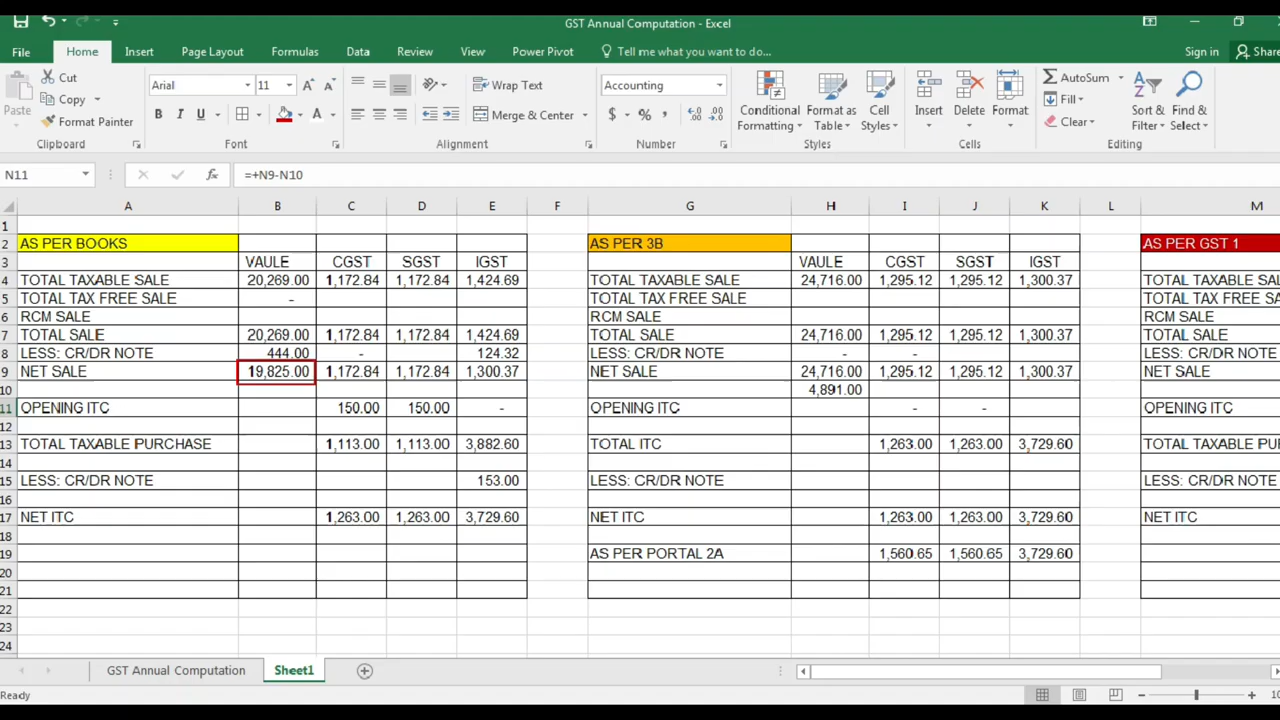 GST Annual Computation - Excel
File Home Insert Page Layout Formulas Data Review View Power Pivot Tell me what you want to do... Sign in Share
Cut
Copy
Format Painter
Paste
Clipboard
Arial 11
B I U A
Font
Wrap Text
Merge & Center
Alignment
Accounting
$ % ,
Number
Conditional Formatting
Format as Table
Cell Styles
Styles
Insert Delete Format
Cells
AutoSum
Fill
Clear
Sort & Filter
Find & Select
Editing
N11 fx =+N9-N10
A B C D E F G H I J K L M
1
2 AS PER BOOKS AS PER 3B AS PER GST 1
3 VAULE CGST SGST IGST VAULE CGST SGST IGST
4 TOTAL TAXABLE SALE 20,269.00 1,172.84 1,172.84 1,424.69 TOTAL TAXABLE SALE 24,716.00 1,295.12 1,295.12 1,300.37 TOTAL TAXABLE SAL
5 TOTAL TAX FREE SALE - TOTAL TAX FREE SALE TOTAL TAX FREE SA
6 RCM SALE RCM SALE RCM SALE
7 TOTAL SALE 20,269.00 1,172.84 1,172.84 1,424.69 TOTAL SALE 24,716.00 1,295.12 1,295.12 1,300.37 TOTAL SALE
8 LESS: CR/DR NOTE 444.00 - 124.32 LESS: CR/DR NOTE - - LESS: CR/DR NOTE
9 NET SALE 19,825.00 1,172.84 1,172.84 1,300.37 NET SALE 24,716.00 1,295.12 1,295.12 1,300.37 NET SALE
10 4,891.00
11 OPENING ITC 150.00 150.00 - OPENING ITC - - OPENING ITC
12
13 TOTAL TAXABLE PURCHASE 1,113.00 1,113.00 3,882.60 TOTAL ITC 1,263.00 1,263.00 3,729.60 TOTAL TAXABLE PUR
14
15 LESS: CR/DR NOTE 153.00 LESS: CR/DR NOTE LESS: CR/DR NOTE
16
17 NET ITC 1,263.00 1,263.00 3,729.60 NET ITC 1,263.00 1,263.00 3,729.60 NET ITC
18
19 AS PER PORTAL 2A 1,560.65 1,560.65 3,729.60
20
21
22
23
24
GST Annual Computation Sheet1
Ready 10